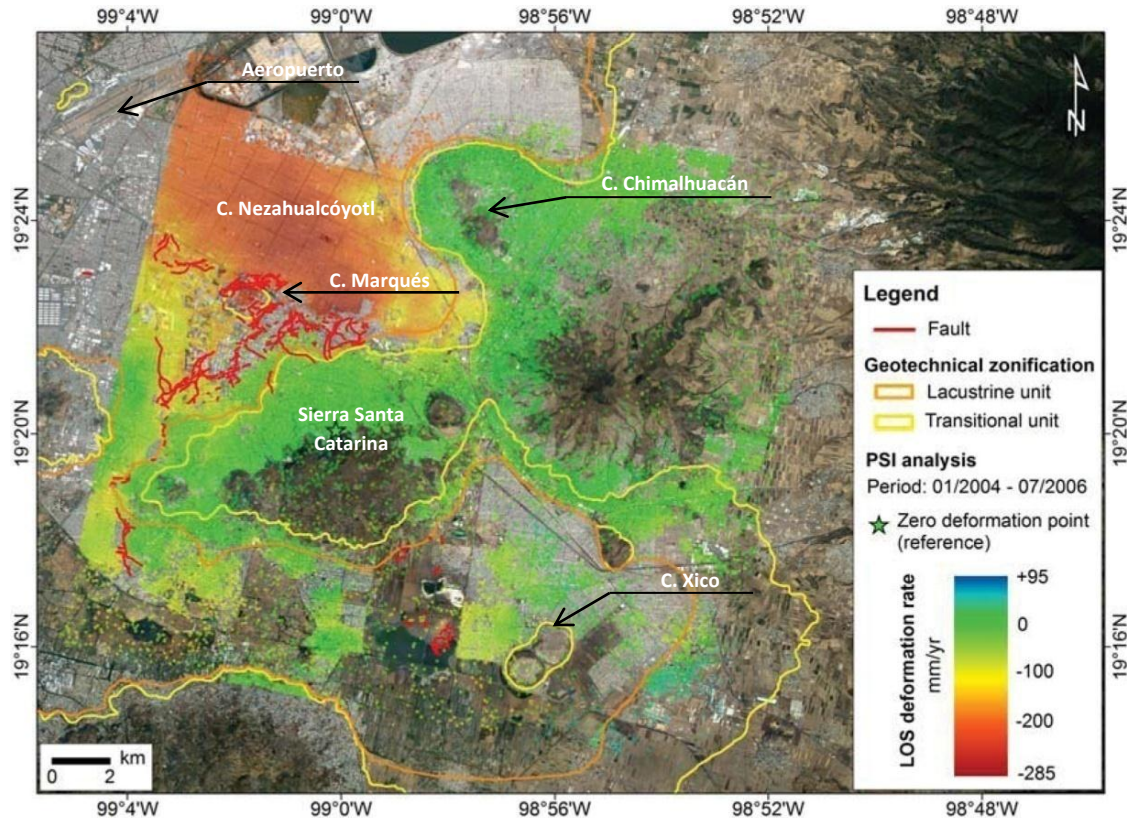 99°4'W 99°0'W 98°56'W 98°52'W 98°48'W
Aeropuerto
N
C. Chimalhuacán
C. Nezahualcóyotl
19°24'N 19°24'N
C. Marqués
Legend
Fault
Geotechnical zonification
Lacustrine unit
Transitional unit
Sierra Santa
Catarina
19°20'N 19°20'N
PSI analysis
Period: 01/2004 - 07/2006
Zero deformation point
(reference)
C. Xico
LOS deformation rate
mm/yr
+95
0
-100
-200
-285
19°16'N 19°16'N
km
0 2
99°4'W 99°0'W 98°56'W 98°52'W 98°48'W